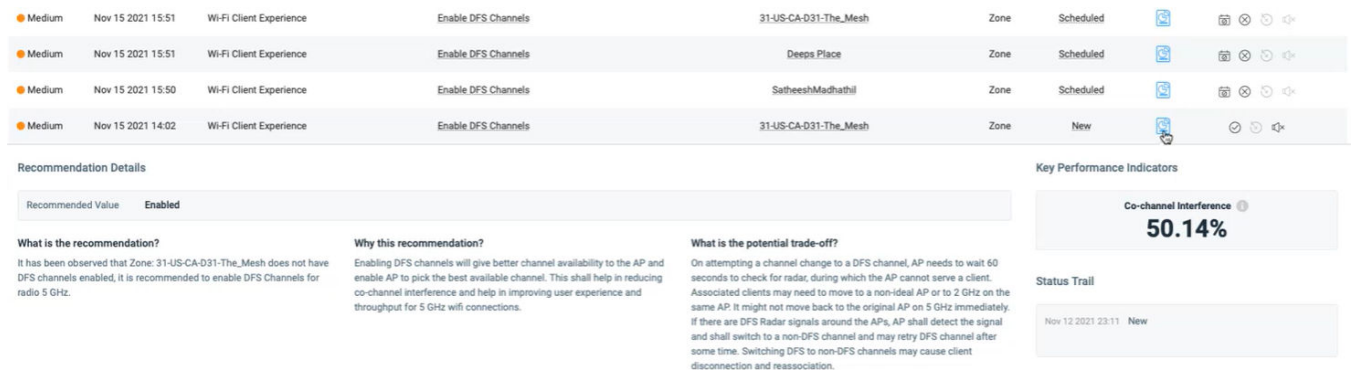 Medium Nov 15 2021 15:51 Wi-Fi Client Experience Enable DFS Channels 31-US-CA-D31-The_Mesh Zone Scheduled
Medium Nov 15 2021 15:51 Wi-Fi Client Experience Enable DFS Channels Deeps Place Zone Scheduled
Medium Nov 15 2021 15:50 Wi-Fi Client Experience Enable DFS Channels SatheeshMadhathil Zone Scheduled
Medium Nov 15 2021 14:02 Wi-Fi Client Experience Enable DFS Channels 31-US-CA-D31-The_Mesh Zone New
Recommendation Details
Recommended Value Enabled
What is the recommendation?
It has been observed that Zone: 31-US-CA-D31-The_Mesh does not have
DFS channels enabled, it is recommended to enable DFS Channels for
radio 5 GHz.
Why this recommendation?
Enabling DFS channels will give better channel availability to the AP and
enable AP to pick the best available channel. This shall help in reducing
co-channel interference and help in improving user experience and
throughput for 5 GHz wifi connections.
What is the potential trade-off?
On attempting a channel change to a DFS channel, AP needs to wait 60
seconds to check for radar, during which the AP cannot serve a client.
Associated clients may need to move to a non-ideal AP or to 2 GHz on the
same AP. It might not move back to the original AP on 5 GHz immediately.
If there are DFS Radar signals around the APs, AP shall detect the signal
and shall switch to a non-DFS channel and may retry DFS channel after
some time. Switching DFS to non-DFS channels may cause client
disconnection and reassociation.
Key Performance Indicators
Co-channel Interference
50.14%
Status Trail
Nov 12 2021 23:11 New